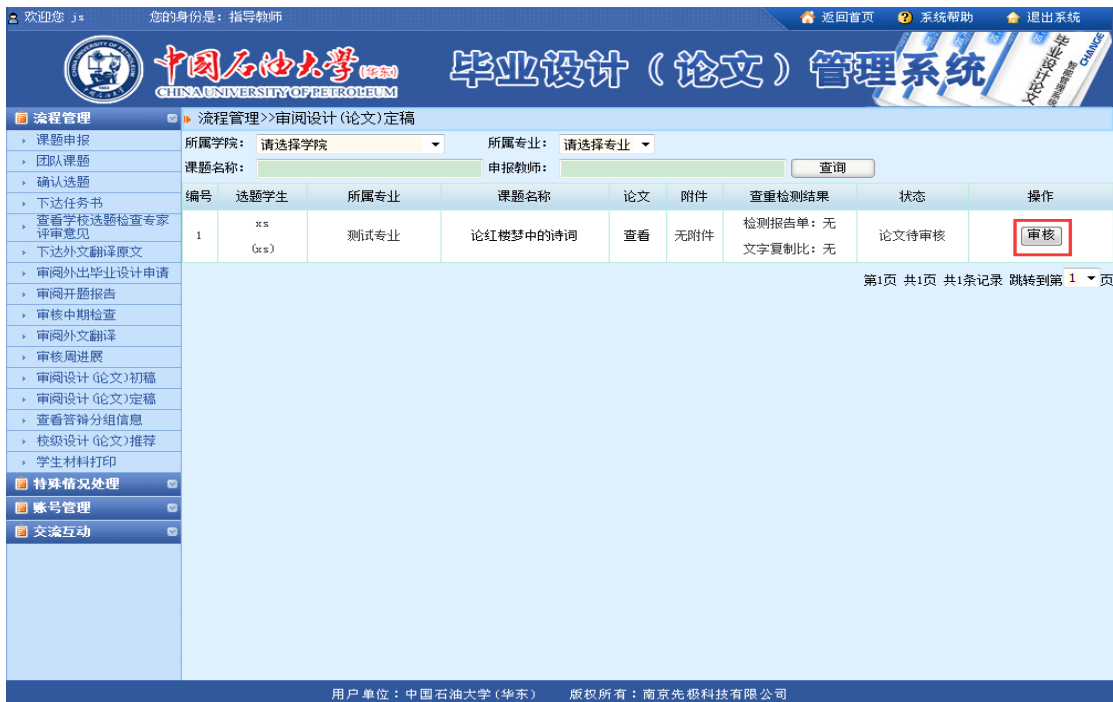 欢迎您 js 您的身份是：指导教师 返回首页 系统帮助 退出系统
中国石油大学(华东) 毕业设计（论文）管理系统
CHINA UNIVERSITY OF PETROLEUM
流程管理
课题申报
团队课题
确认选题
下达任务书
查看学校选题检查专家
评审意见
下达外文翻译原文
审阅外出毕业设计申请
审阅开题报告
审核中期检查
审阅外文翻译
审核周进展
审阅设计(论文)初稿
审阅设计(论文)定稿
查看答辩分组信息
校级设计(论文)推荐
学生材料打印
特殊情况处理
账号管理
交流互动
流程管理>>审阅设计(论文)定稿
所属学院： 请选择学院 所属专业： 请选择专业
课题名称： 申报教师： 查询
编号 选题学生 所属专业 课题名称 论文 附件 查重检测结果 状态 操作
1 xs (xs) 测试专业 论红楼梦中的诗词 查看 无附件 检测报告单：无 文字复制比：无 论文待审核 审核
第1页 共1页 共1条记录 跳转到第 1 页
用户单位：中国石油大学(华东) 版权所有：南京先极科技有限公司